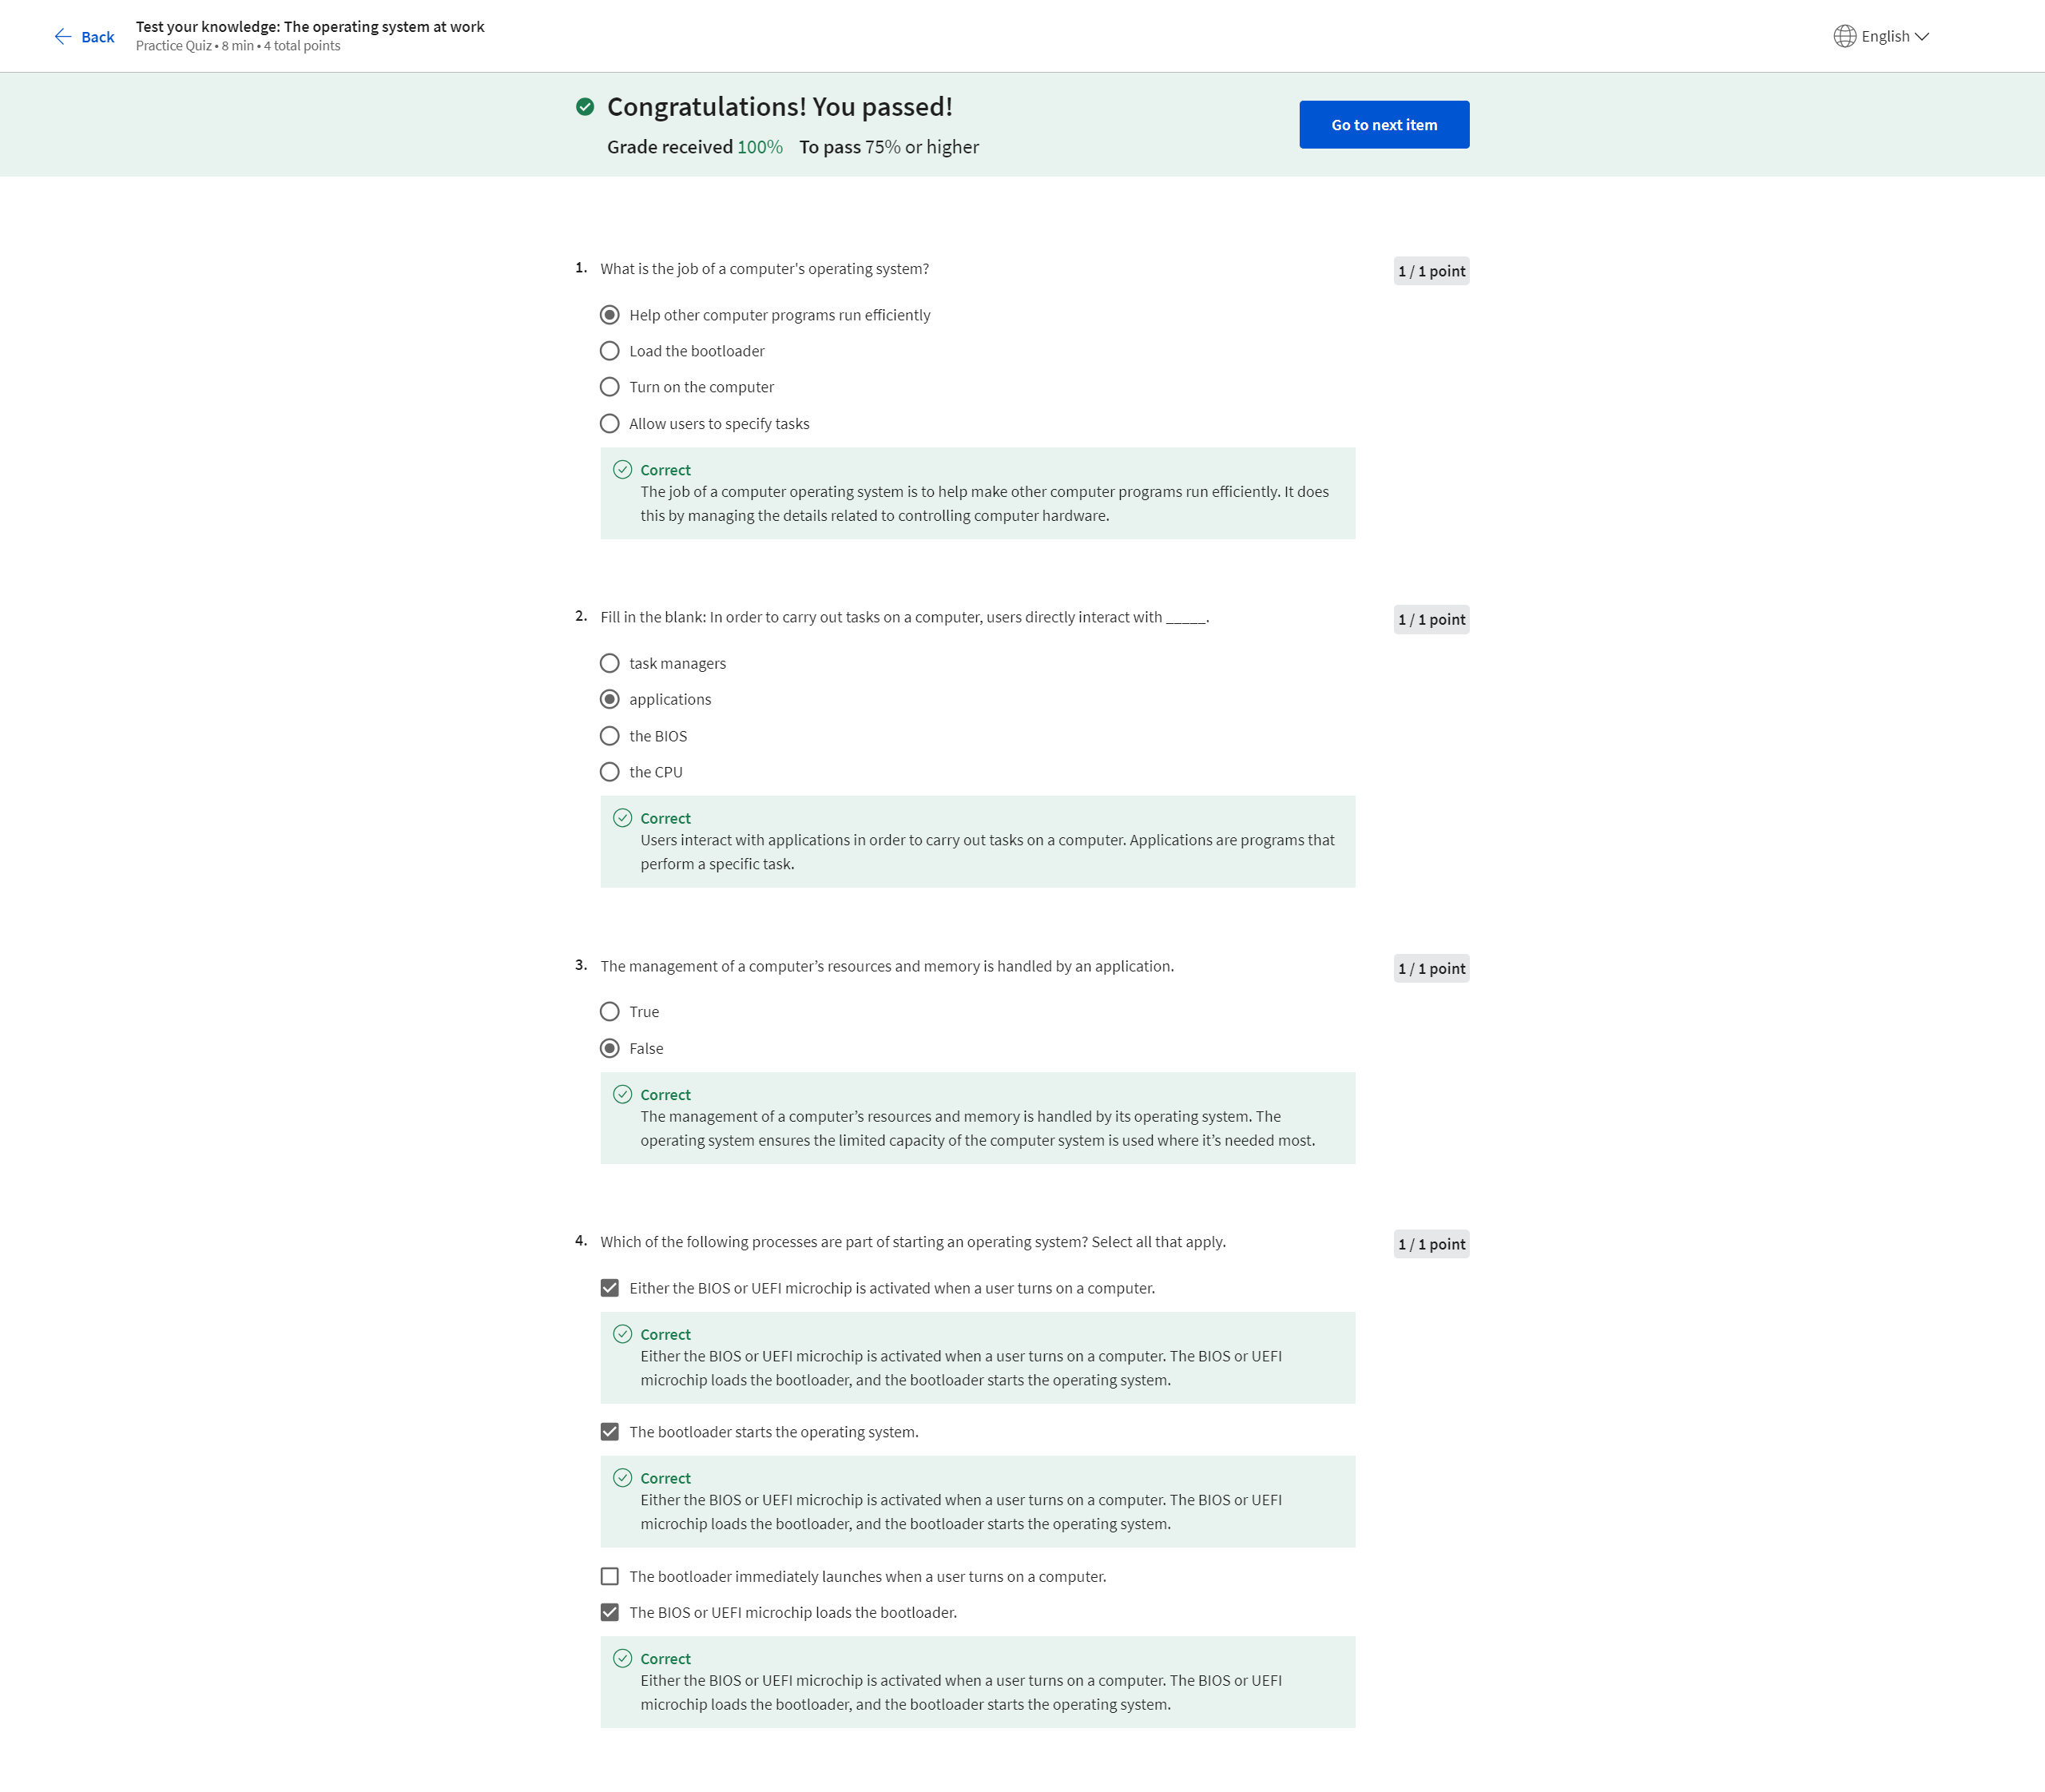 Back
Test your knowledge: The operating system at work
Practice Quiz • 8 min • 4 total points
English
Congratulations! You passed!
Grade received 100% To pass 75% or higher
Go to next item
1. What is the job of a computer's operating system?
1 / 1 point
Help other computer programs run efficiently
Load the bootloader
Turn on the computer
Allow users to specify tasks
Correct
The job of a computer operating system is to help make other computer programs run efficiently. It does
this by managing the details related to controlling computer hardware.
2. Fill in the blank: In order to carry out tasks on a computer, users directly interact with _____.
1 / 1 point
task managers
applications
the BIOS
the CPU
Correct
Users interact with applications in order to carry out tasks on a computer. Applications are programs that
perform a specific task.
3. The management of a computer’s resources and memory is handled by an application.
1 / 1 point
True
False
Correct
The management of a computer’s resources and memory is handled by its operating system. The
operating system ensures the limited capacity of the computer system is used where it’s needed most.
4. Which of the following processes are part of starting an operating system? Select all that apply.
1 / 1 point
Either the BIOS or UEFI microchip is activated when a user turns on a computer.
Correct
Either the BIOS or UEFI microchip is activated when a user turns on a computer. The BIOS or UEFI
microchip loads the bootloader, and the bootloader starts the operating system.
The bootloader starts the operating system.
Correct
Either the BIOS or UEFI microchip is activated when a user turns on a computer. The BIOS or UEFI
microchip loads the bootloader, and the bootloader starts the operating system.
The bootloader immediately launches when a user turns on a computer.
The BIOS or UEFI microchip loads the bootloader.
Correct
Either the BIOS or UEFI microchip is activated when a user turns on a computer. The BIOS or UEFI
microchip loads the bootloader, and the bootloader starts the operating system.